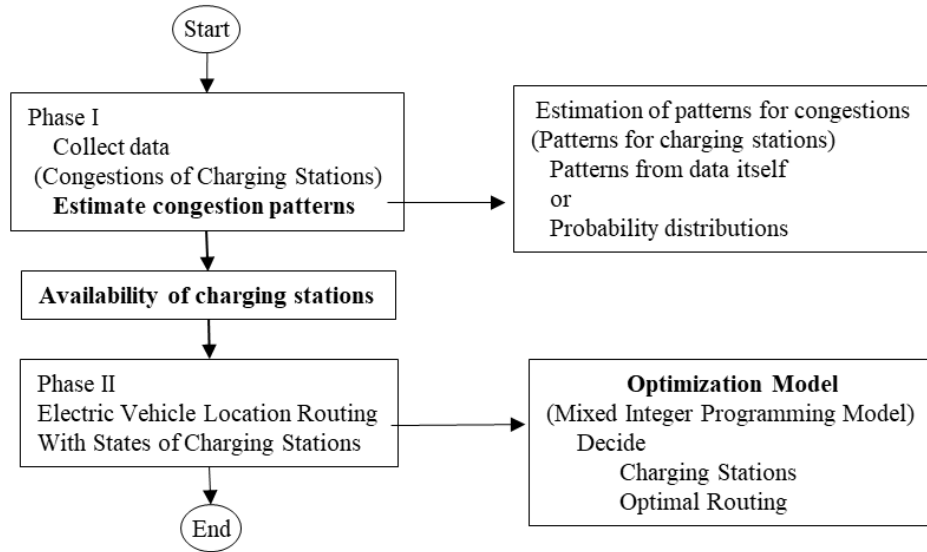 Start
Phase I
Collect data
(Congestions of Charging Stations)
Estimate congestion patterns
Estimation of patterns for congestions
(Patterns for charging stations)
Patterns from data itself
or
Probability distributions
Availability of charging stations
Phase II
Electric Vehicle Location Routing
With States of Charging Stations
Optimization Model
(Mixed Integer Programming Model)
Decide
Charging Stations
Optimal Routing
End